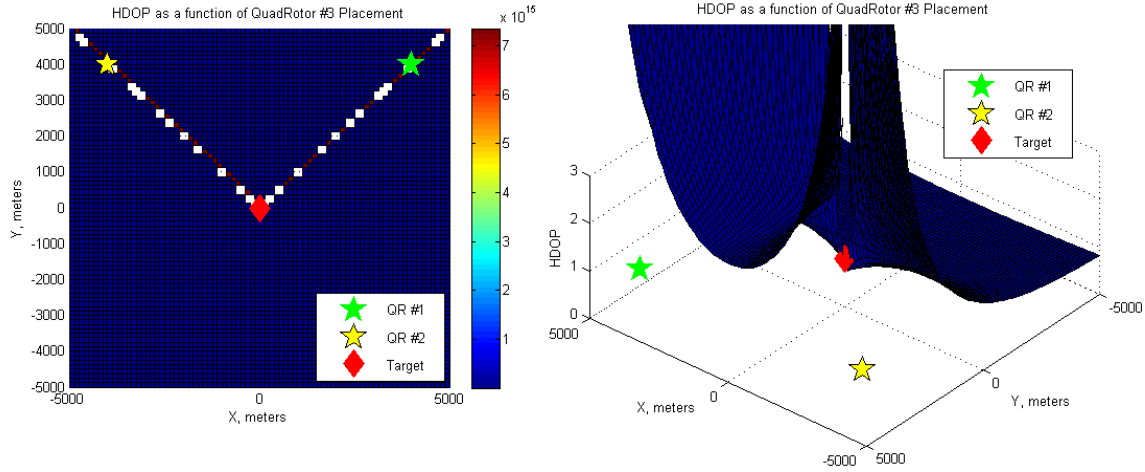 HDOP as a function of QuadRotor #3 Placement
x 10^15
5000
4000
3000
2000
1000
0
-1000
-2000
-3000
-4000
-5000
Y, meters
-5000 0 5000
X, meters
7
6
5
4
3
2
1
QR #1
QR #2
Target
HDOP as a function of QuadRotor #3 Placement
QR #1
QR #2
Target
3
2
1
0
HDOP
5000
0
-5000
X, meters
5000
0
-5000
Y, meters